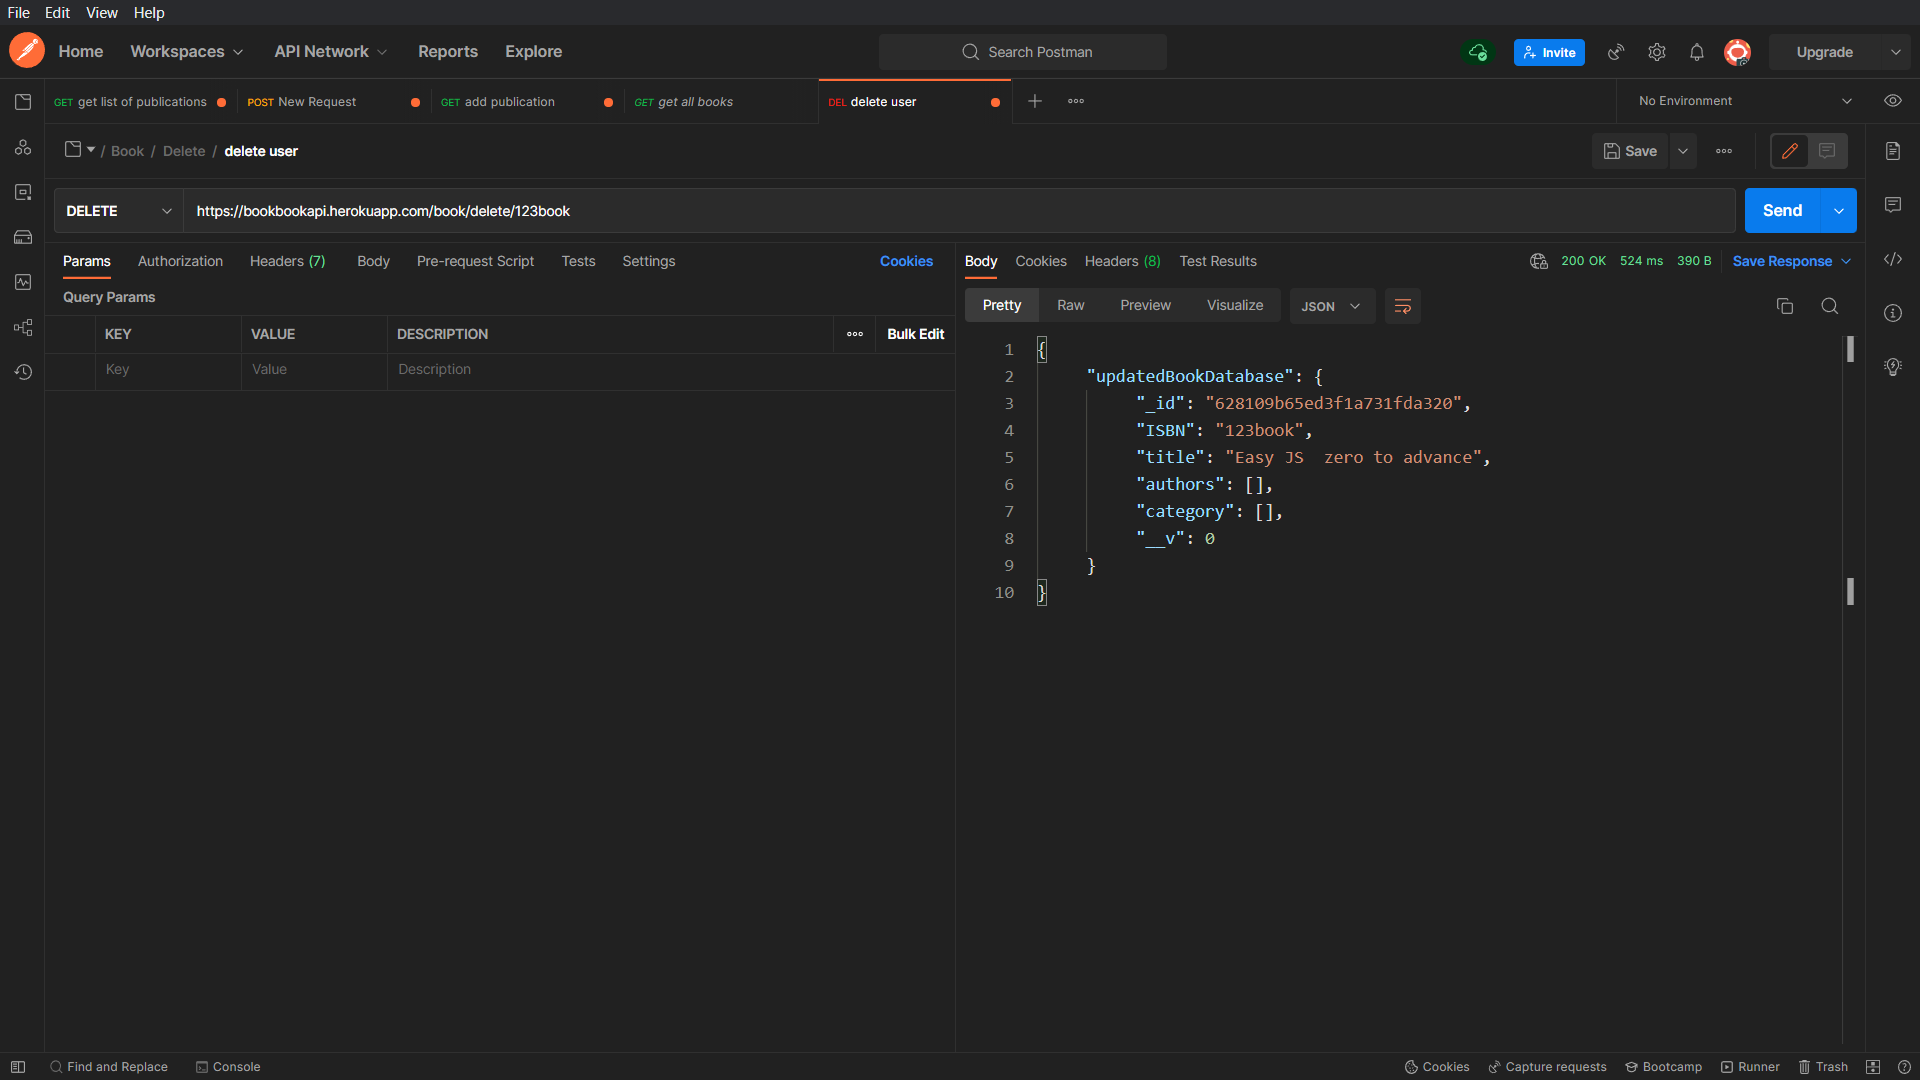 File Edit View Help
Home Workspaces API Network Reports Explore Search Postman Invite Upgrade
GET get list of publications POST New Request GET add publication GET get all books DEL delete user No Environment
/ Book / Delete / delete user Save
DELETE https://bookbookapi.herokuapp.com/book/delete/123book Send
Params Authorization Headers (7) Body Pre-request Script Tests Settings Cookies
Query Params
KEY VALUE DESCRIPTION Bulk Edit
Key Value Description
Body Cookies Headers (8) Test Results 200 OK 524 ms 390 B Save Response
Pretty Raw Preview Visualize JSON
1 {
2 "updatedBookDatabase": {
3 "_id": "628109b65ed3f1a731fda320",
4 "ISBN": "123book",
5 "title": "Easy JS  zero to advance",
6 "authors": [],
7 "category": [],
8 "__v": 0
9 }
10 }
Find and Replace Console Cookies Capture requests Bootcamp Runner Trash